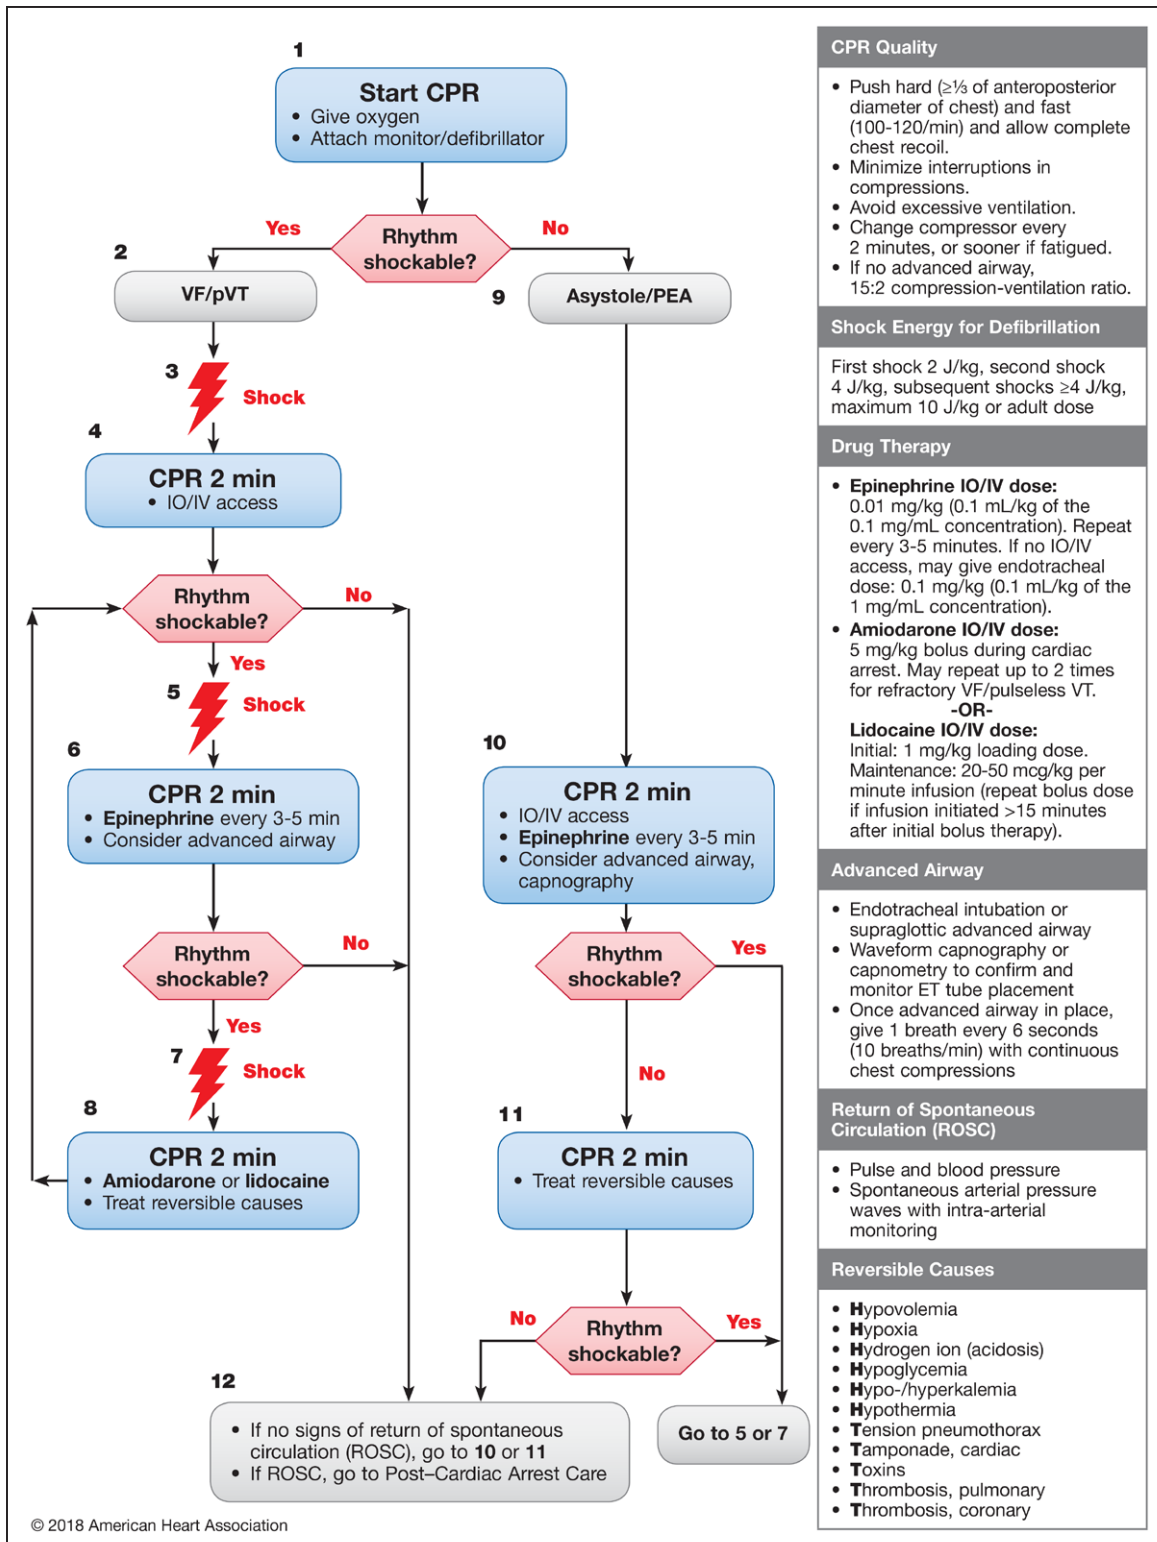 1
Start CPR
• Give oxygen
• Attach monitor/defibrillator
Yes
Rhythm
shockable?
No
2
VF/pVT
9
Asystole/PEA
3
Shock
4
CPR 2 min
• IO/IV access
Rhythm
shockable?
No
Yes
5
Shock
6
CPR 2 min
• Epinephrine every 3-5 min
• Consider advanced airway
Rhythm
shockable?
No
Yes
7
Shock
8
CPR 2 min
• Amiodarone or lidocaine
• Treat reversible causes
10
CPR 2 min
• IO/IV access
• Epinephrine every 3-5 min
• Consider advanced airway,
capnography
Rhythm
shockable?
Yes
No
11
CPR 2 min
• Treat reversible causes
No
Rhythm
shockable?
Yes
12
• If no signs of return of spontaneous
circulation (ROSC), go to 10 or 11
• If ROSC, go to Post–Cardiac Arrest Care
Go to 5 or 7
© 2018 American Heart Association
CPR Quality
• Push hard (≥⅓ of anteroposterior
diameter of chest) and fast
(100-120/min) and allow complete
chest recoil.
• Minimize interruptions in
compressions.
• Avoid excessive ventilation.
• Change compressor every
2 minutes, or sooner if fatigued.
• If no advanced airway,
15:2 compression-ventilation ratio.
Shock Energy for Defibrillation
First shock 2 J/kg, second shock
4 J/kg, subsequent shocks ≥4 J/kg,
maximum 10 J/kg or adult dose
Drug Therapy
• Epinephrine IO/IV dose:
0.01 mg/kg (0.1 mL/kg of the
0.1 mg/mL concentration). Repeat
every 3-5 minutes. If no IO/IV
access, may give endotracheal
dose: 0.1 mg/kg (0.1 mL/kg of the
1 mg/mL concentration).
• Amiodarone IO/IV dose:
5 mg/kg bolus during cardiac
arrest. May repeat up to 2 times
for refractory VF/pulseless VT.
-OR-
Lidocaine IO/IV dose:
Initial: 1 mg/kg loading dose.
Maintenance: 20-50 mcg/kg per
minute infusion (repeat bolus dose
if infusion initiated >15 minutes
after initial bolus therapy).
Advanced Airway
• Endotracheal intubation or
supraglottic advanced airway
• Waveform capnography or
capnometry to confirm and
monitor ET tube placement
• Once advanced airway in place,
give 1 breath every 6 seconds
(10 breaths/min) with continuous
chest compressions
Return of Spontaneous
Circulation (ROSC)
• Pulse and blood pressure
• Spontaneous arterial pressure
waves with intra-arterial
monitoring
Reversible Causes
• Hypovolemia
• Hypoxia
• Hydrogen ion (acidosis)
• Hypoglycemia
• Hypo-/hyperkalemia
• Hypothermia
• Tension pneumothorax
• Tamponade, cardiac
• Toxins
• Thrombosis, pulmonary
• Thrombosis, coronary